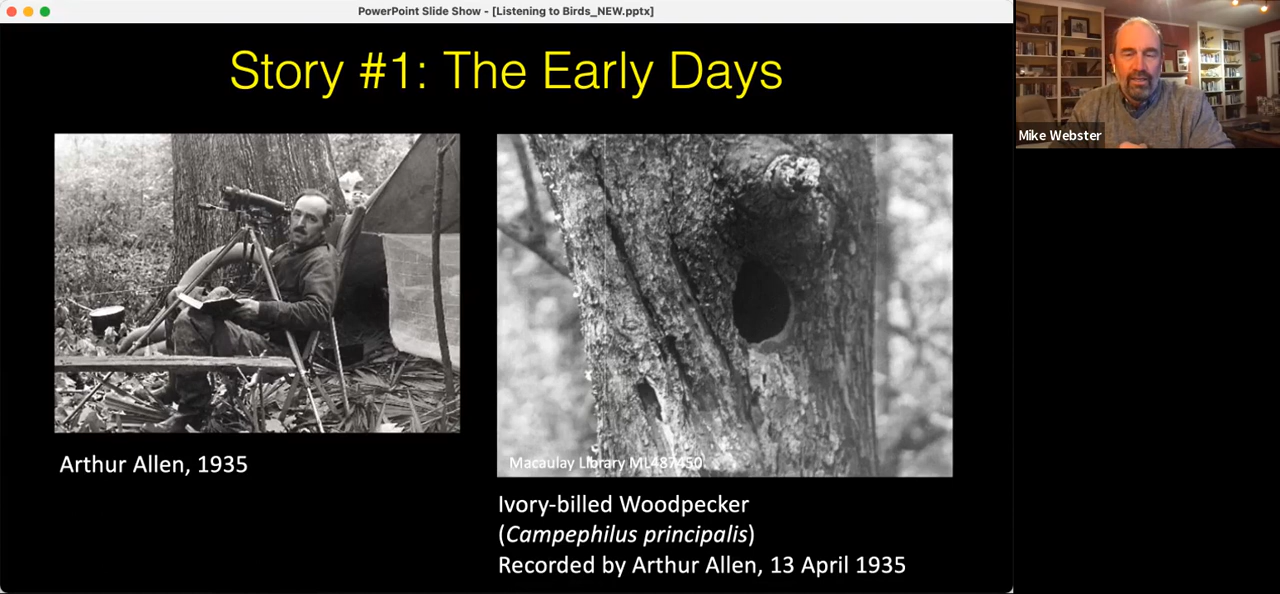 PowerPoint Slide Show - [Listening to Birds_NEW.pptx]
Story #1: The Early Days
Mike Webster
Arthur Allen, 1935
Macaulay Library ML487450
Ivory-billed Woodpecker
(Campephilus principalis)
Recorded by Arthur Allen, 13 April 1935